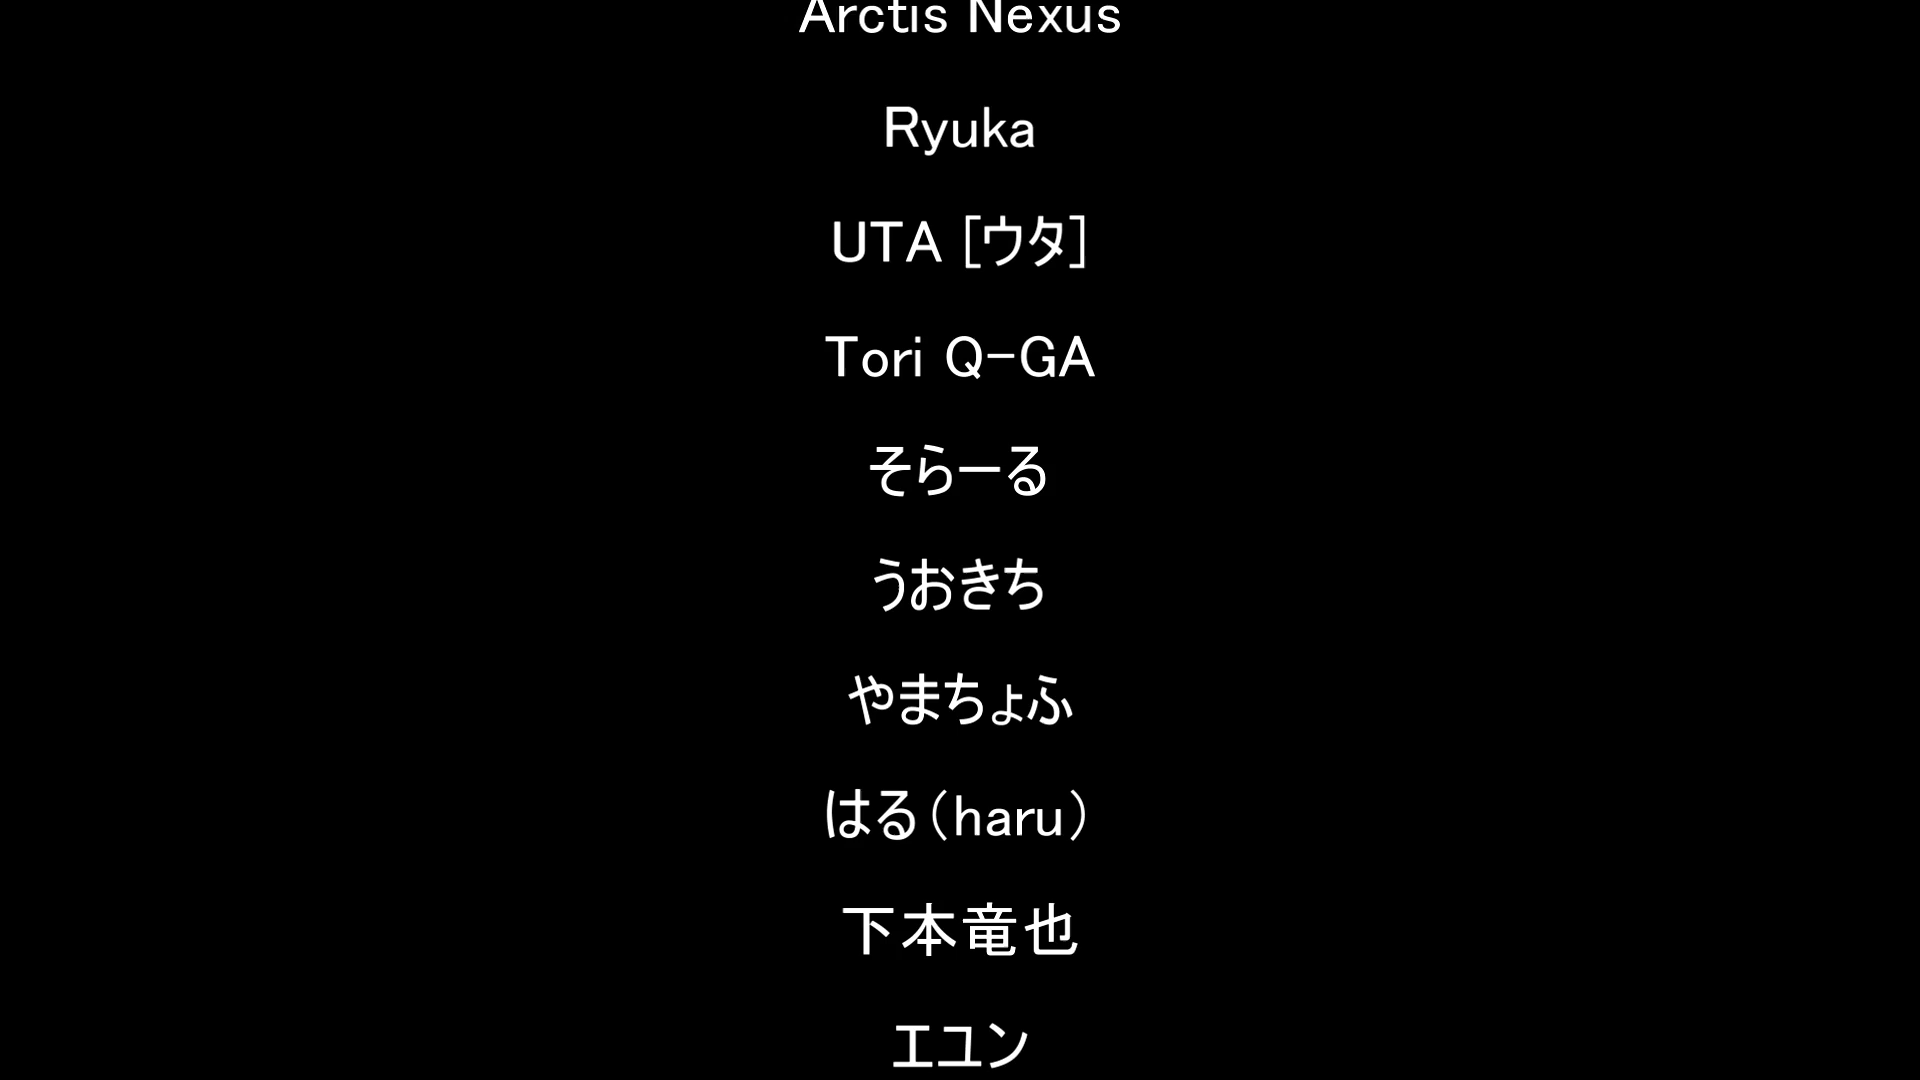 Arctis Nexus
Ryuka
UTA [ウタ]
Tori Q-GA
そらーる
うおきち
やまちょふ
はる（haru）
下本竜也
エユン